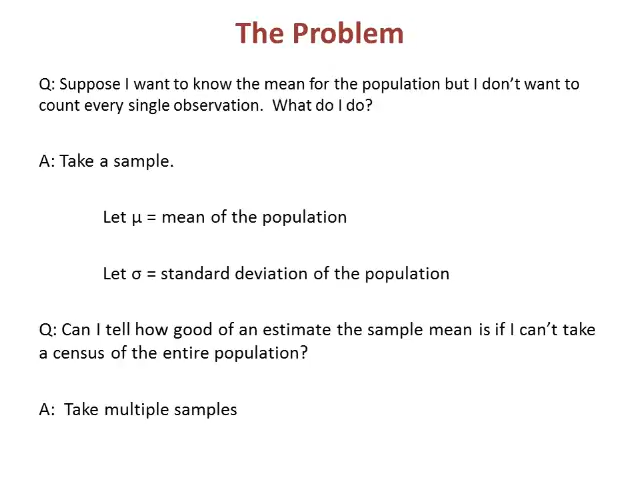 The Problem
Q: Suppose I want to know the mean for the population but I don’t want to
count every single observation.  What do I do?
A: Take a sample.
Let μ = mean of the population
Let σ = standard deviation of the population
Q: Can I tell how good of an estimate the sample mean is if I can’t take
a census of the entire population?
A:  Take multiple samples